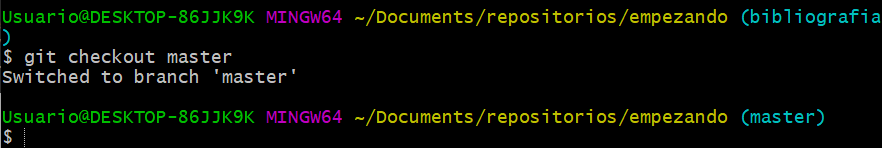 Usuario@DESKTOP-86JJK9K MINGW64 ~/Documents/repositorios/empezando (bibliografia
)
$ git checkout master
Switched to branch 'master'
Usuario@DESKTOP-86JJK9K MINGW64 ~/Documents/repositorios/empezando (master)
$